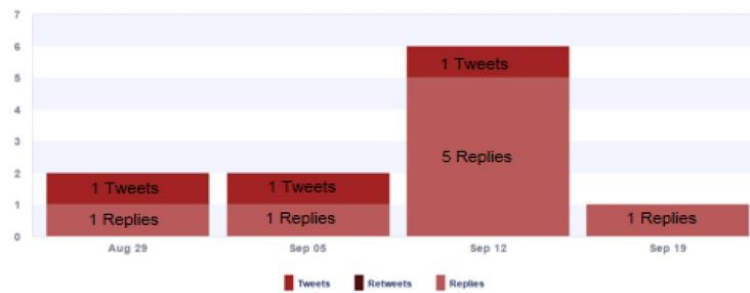 7
6
5
4
3
2
1
0
1 Tweets
5 Replies
1 Tweets
1 Tweets
1 Replies
1 Replies
1 Replies
Aug 29 Sep 05 Sep 12 Sep 19
Tweets Retweets Replies